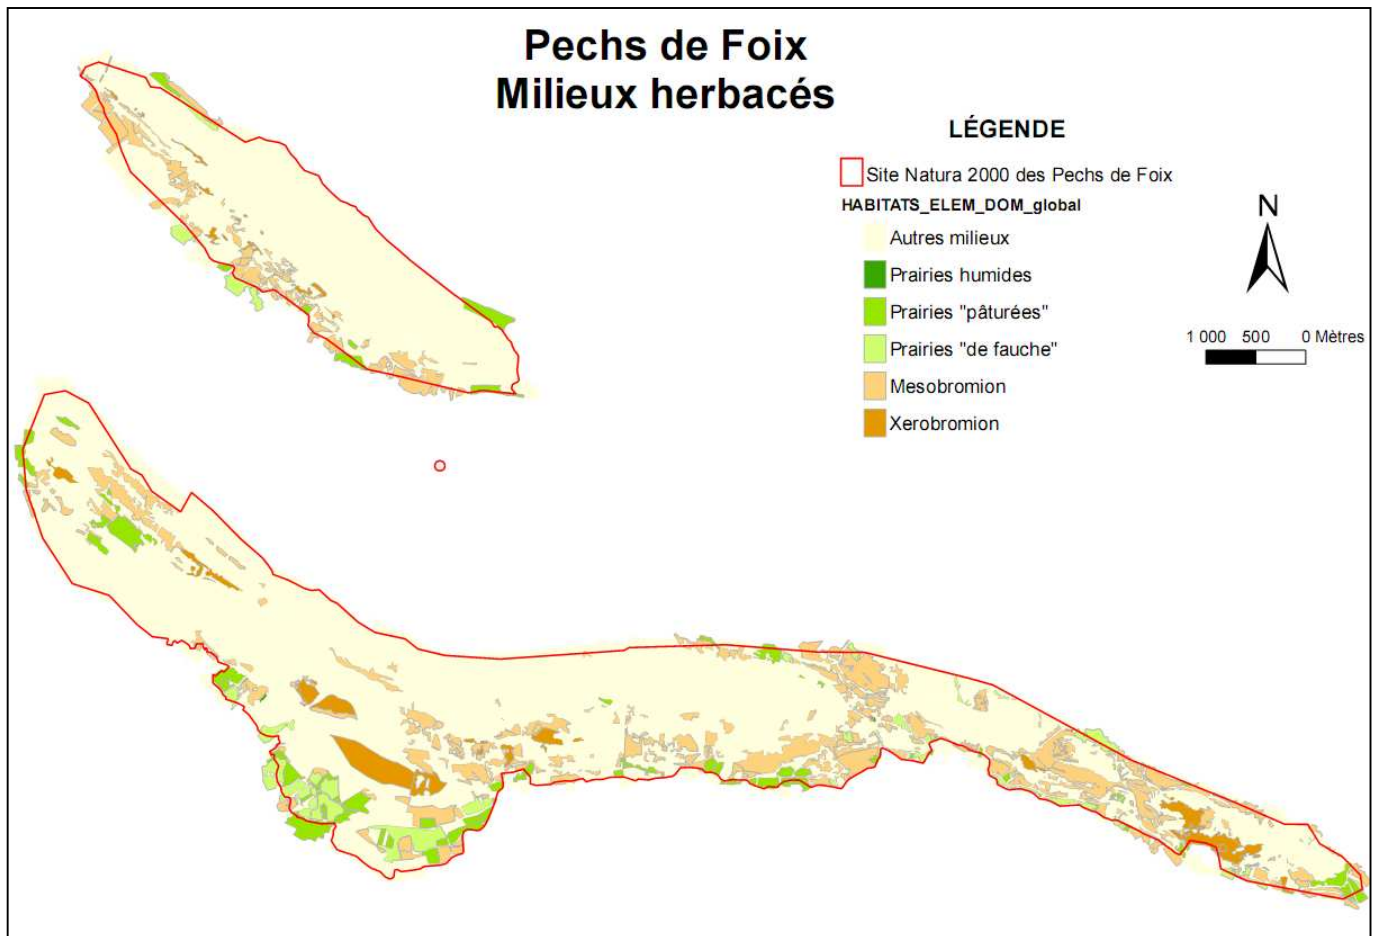 Pechs de Foix
Milieux herbacés
LÉGENDE
Site Natura 2000 des Pechs de Foix
HABITATS_ELEM_DOM_global
Autres milieux
Prairies humides
Prairies "pâturées"
Prairies "de fauche"
Mesobromion
Xerobromion
N
1 000 500 0 Mètres